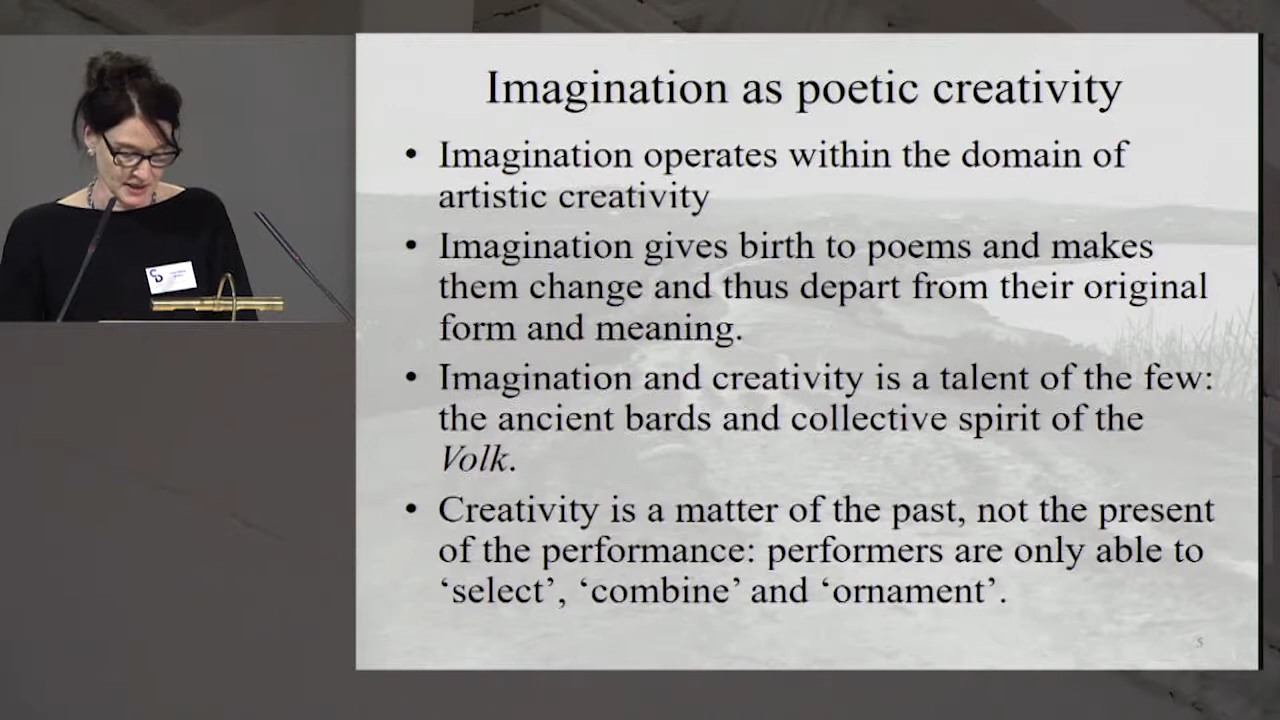 Imagination as poetic creativity
• Imagination operates within the domain of
artistic creativity
• Imagination gives birth to poems and makes
them change and thus depart from their original
form and meaning.
• Imagination and creativity is a talent of the few:
the ancient bards and collective spirit of the
Volk.
• Creativity is a matter of the past, not the present
of the performance: performers are only able to
‘select’, ‘combine’ and ‘ornament’.
5